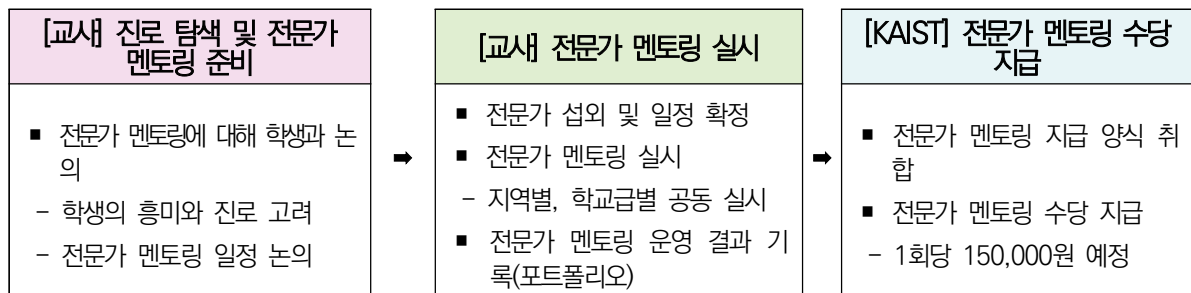 [교사] 진로 탐색 및 전문가
멘토링 준비
■ 전문가 멘토링에 대해 학생과 논
의
- 학생의 흥미와 진로 고려
- 전문가 멘토링 일정 논의
➡
[교사] 전문가 멘토링 실시
■ 전문가 섭외 및 일정 확정
■ 전문가 멘토링 실시
- 지역별, 학교급별 공동 실시
■ 전문가 멘토링 운영 결과 기
록(포트폴리오)
➡
[KAIST] 전문가 멘토링 수당
지급
■ 전문가 멘토링 지급 양식 취
합
■ 전문가 멘토링 수당 지급
- 1회당 150,000원 예정